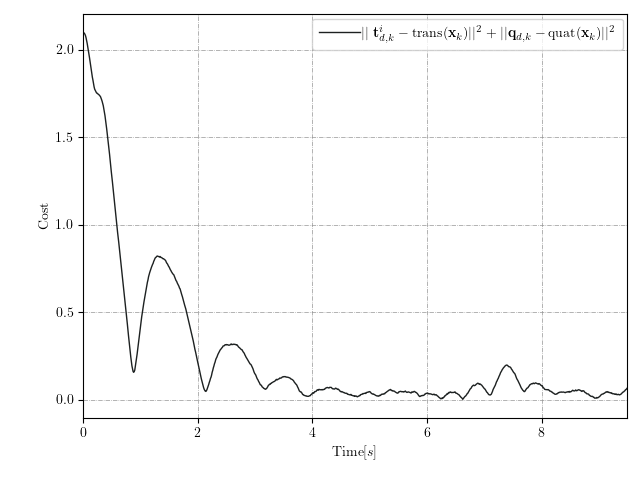 || t^i_{d,k} − trans(x_k)||² + ||q_{d,k} − quat(x_k)||²
2.0
1.5
1.0
0.5
0.0
Cost
0 2 4 6 8
Time[s]